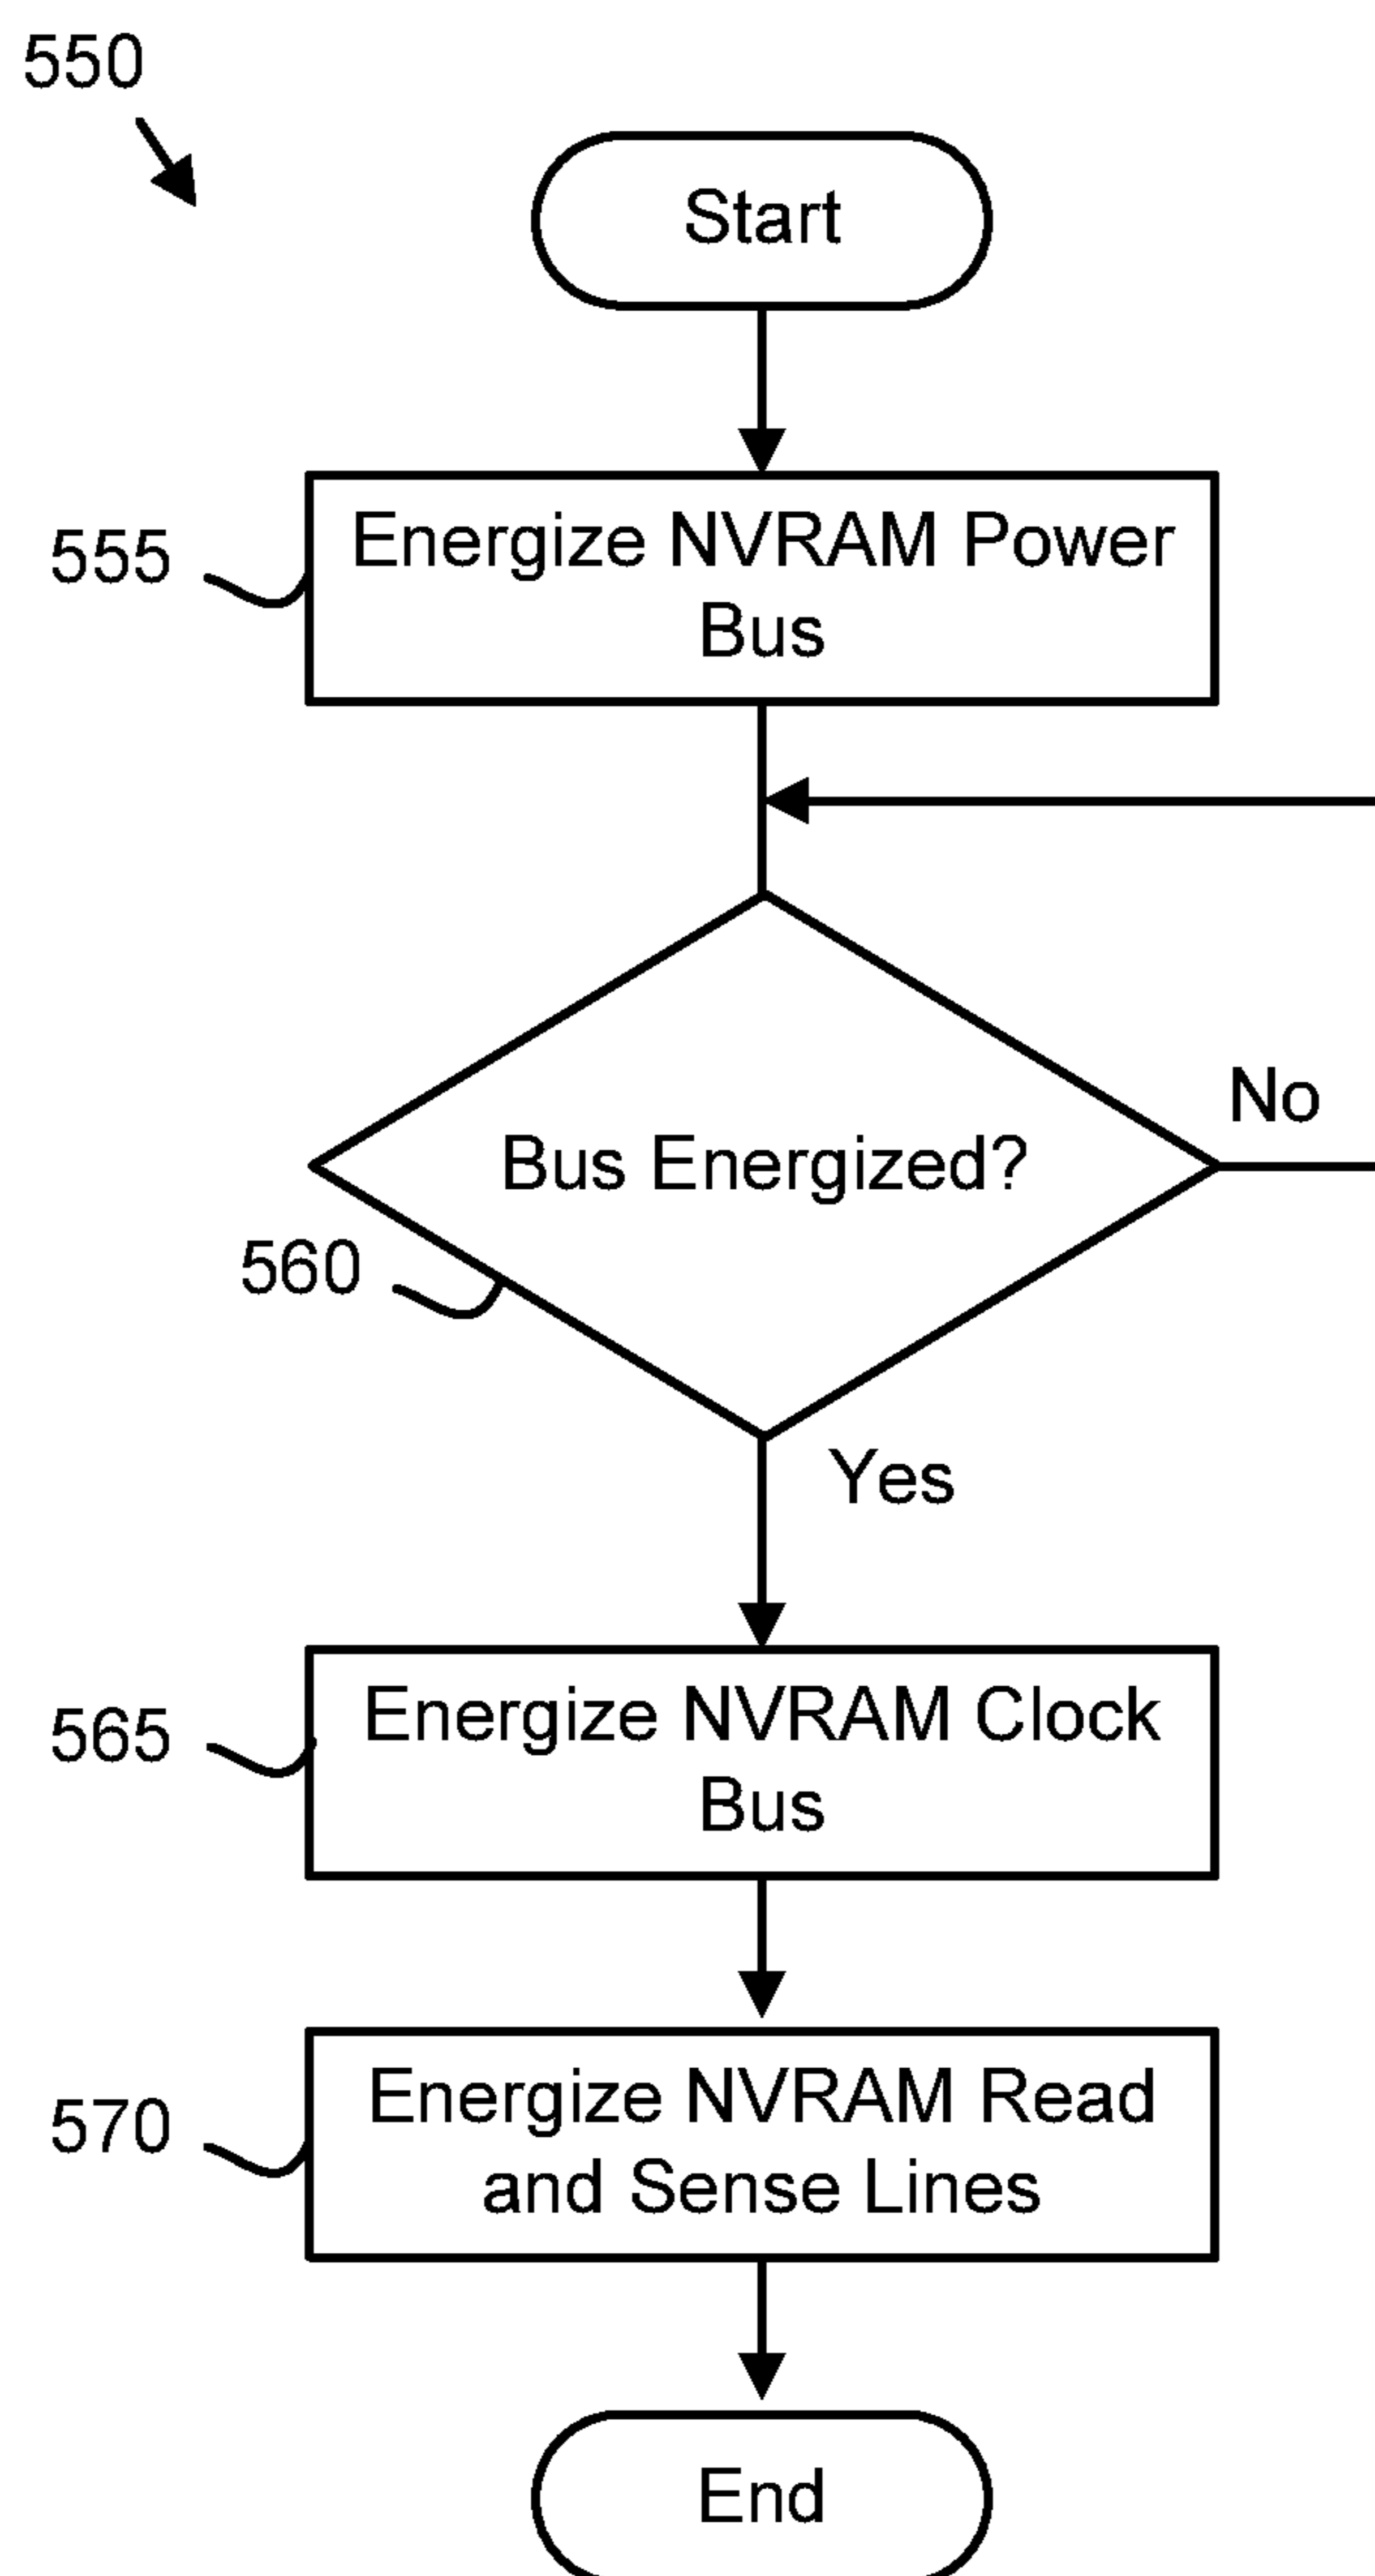 550
Start
555
Energize NVRAM Power
Bus
No
Bus Energized?
560
Yes
565
Energize NVRAM Clock
Bus
570
Energize NVRAM Read
and Sense Lines
End